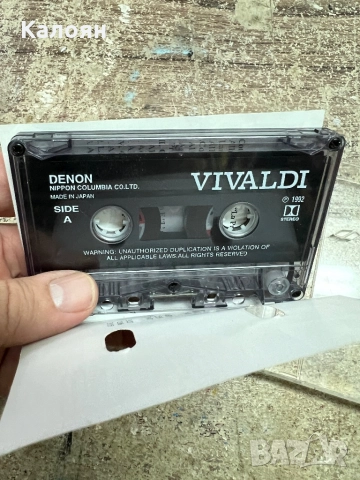 Калоян
DENON
NIPPON COLUMBIA CO.LTD.
MADE IN JAPAN
VIVALDI
SIDE
A
℗ 1992
STEREO
WARNING: UNAUTHORIZED DUPLICATION IS A VIOLATION OF
ALL APPLICABLE LAWS.ALL RIGHTS RESERVED
BAZAR